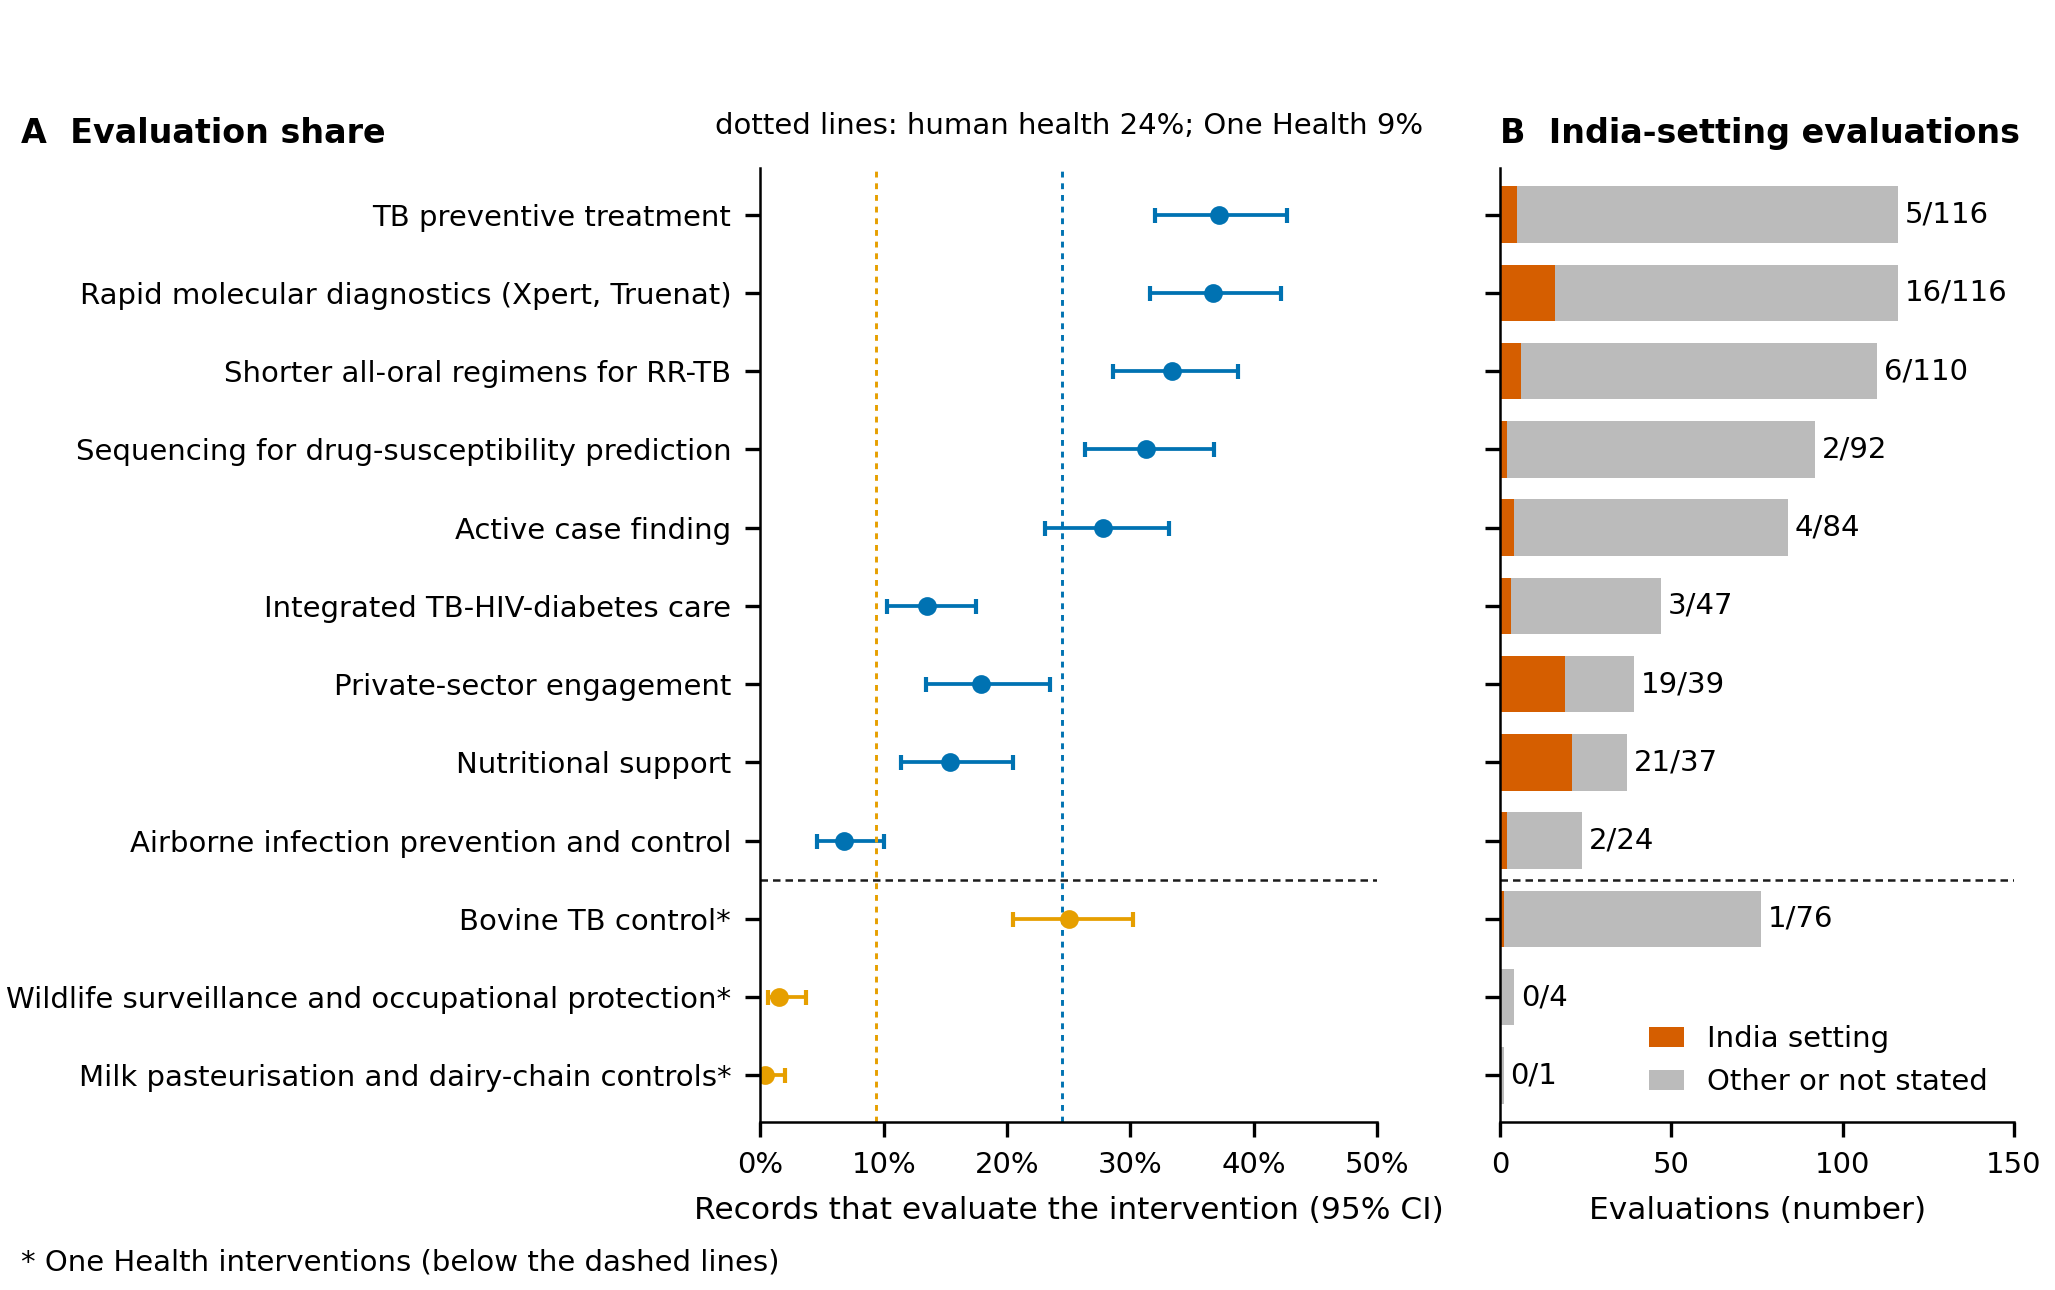 A  Evaluation share
dotted lines: human health 24%; One Health 9%
TB preventive treatment
Rapid molecular diagnostics (Xpert, Truenat)
Shorter all-oral regimens for RR-TB
Sequencing for drug-susceptibility prediction
Active case finding
Integrated TB-HIV-diabetes care
Private-sector engagement
Nutritional support
Airborne infection prevention and control
Bovine TB control*
Wildlife surveillance and occupational protection*
Milk pasteurisation and dairy-chain controls*
0% 10% 20% 30% 40% 50%
Records that evaluate the intervention (95% CI)
B  India-setting evaluations
5/116
16/116
6/110
2/92
4/84
3/47
19/39
21/37
2/24
1/76
0/4
0/1
India setting
Other or not stated
0 50 100 150
Evaluations (number)
* One Health interventions (below the dashed lines)